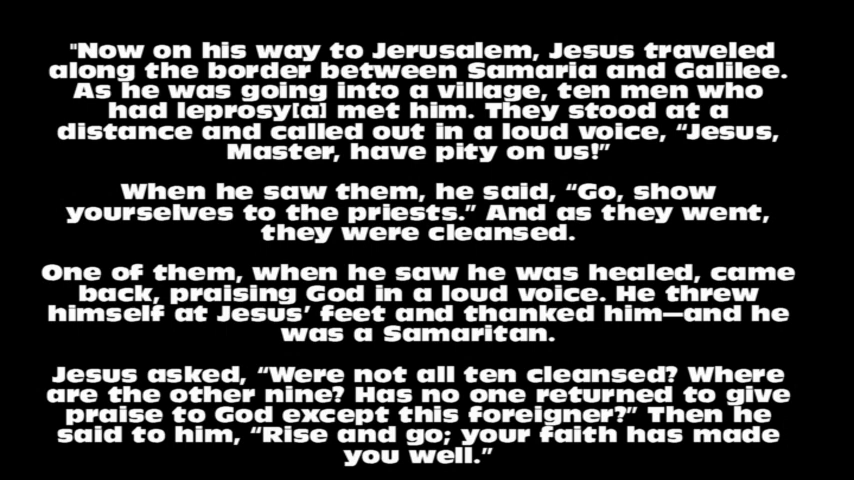 "Now on his way to Jerusalem, Jesus traveled
along the border between Samaria and Galilee.
As he was going into a village, ten men who
had leprosy[a] met him. They stood at a
distance and called out in a loud voice, “Jesus,
Master, have pity on us!”
When he saw them, he said, “Go, show
yourselves to the priests.” And as they went,
they were cleansed.
One of them, when he saw he was healed, came
back, praising God in a loud voice. He threw
himself at Jesus’ feet and thanked him—and he
was a Samaritan.
Jesus asked, “Were not all ten cleansed? Where
are the other nine? Has no one returned to give
praise to God except this foreigner?” Then he
said to him, “Rise and go; your faith has made
you well.”